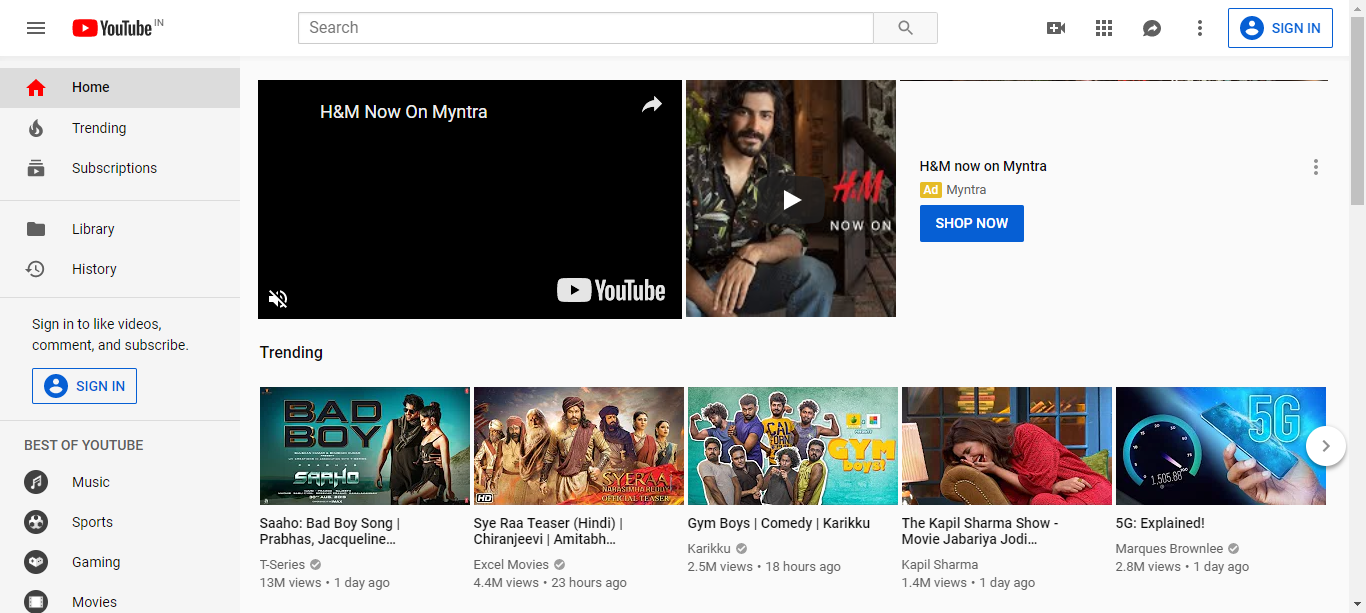 YouTube IN
Search
SIGN IN
Home
Trending
Subscriptions
Library
History
Sign in to like videos,
comment, and subscribe.
SIGN IN
BEST OF YOUTUBE
Music
Sports
Gaming
Movies
H&M Now On Myntra
YouTube
H&M
NOW ON
H&M now on Myntra
Ad Myntra
SHOP NOW
Trending
BAD
BOY
SAAHO
Saaho: Bad Boy Song |
Prabhas, Jacqueline...
T-Series
13M views • 1 day ago
HD
SYERAA
NARASIMHA REDDY
OFFICIAL TEASER
Sye Raa Teaser (Hindi) |
Chiranjeevi | Amitabh...
Excel Movies
4.4M views • 23 hours ago
GYM
boys!
Gym Boys | Comedy | Karikku
Karikku
2.5M views • 18 hours ago
The Kapil Sharma Show -
Movie Jabariya Jodi...
Kapil Sharma
1.4M views • 1 day ago
5G
5G: Explained!
Marques Brownlee
2.8M views • 1 day ago